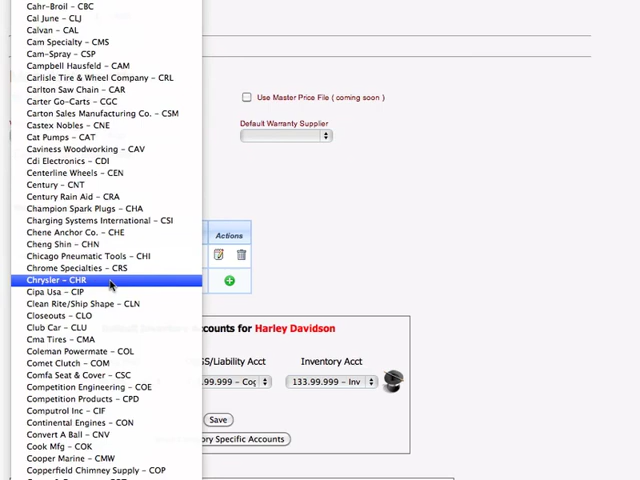 Cahr-Broil - CBC
Cal June - CLJ
Calvan - CAL
Cam Specialty - CMS
Cam-Spray - CSP
Campbell Hausfeld - CAM
Carlisle Tire & Wheel Company - CRL
Carlton Saw Chain - CAR
Carter Go-Carts - CGC
Carton Sales Manufacturing Co. - CSM
Castex Nobles - CNE
Cat Pumps - CAT
Caviness Woodworking - CAV
Cdi Electronics - CDI
Centerline Wheels - CEN
Century - CNT
Century Rain Aid - CRA
Champion Spark Plugs - CHA
Charging Systems International - CSI
Chene Anchor Co. - CHE
Cheng Shin - CHN
Chicago Pneumatic Tools - CHI
Chrome Specialties - CRS
Chrysler - CHR
Cipa Usa - CIP
Clean Rite/Ship Shape - CLN
Closeouts - CLO
Club Car - CLU
Cma Tires - CMA
Coleman Powermate - COL
Comet Clutch - COM
Comfa Seat & Cover - CSC
Competition Engineering - COE
Competition Products - CPD
Computrol Inc - CIF
Continental Engines - CON
Convert A Ball - CNV
Cook Mfg - COK
Cooper Marine - CMW
Copperfield Chimney Supply - COP
Use Master Price File ( coming soon )
Default Warranty Supplier
Actions
accounts for Harley Davidson
S/Liability Acct Inventory Acct
.99.999 - Cog 133.99.999 - Inv
Save
ory Specific Accounts